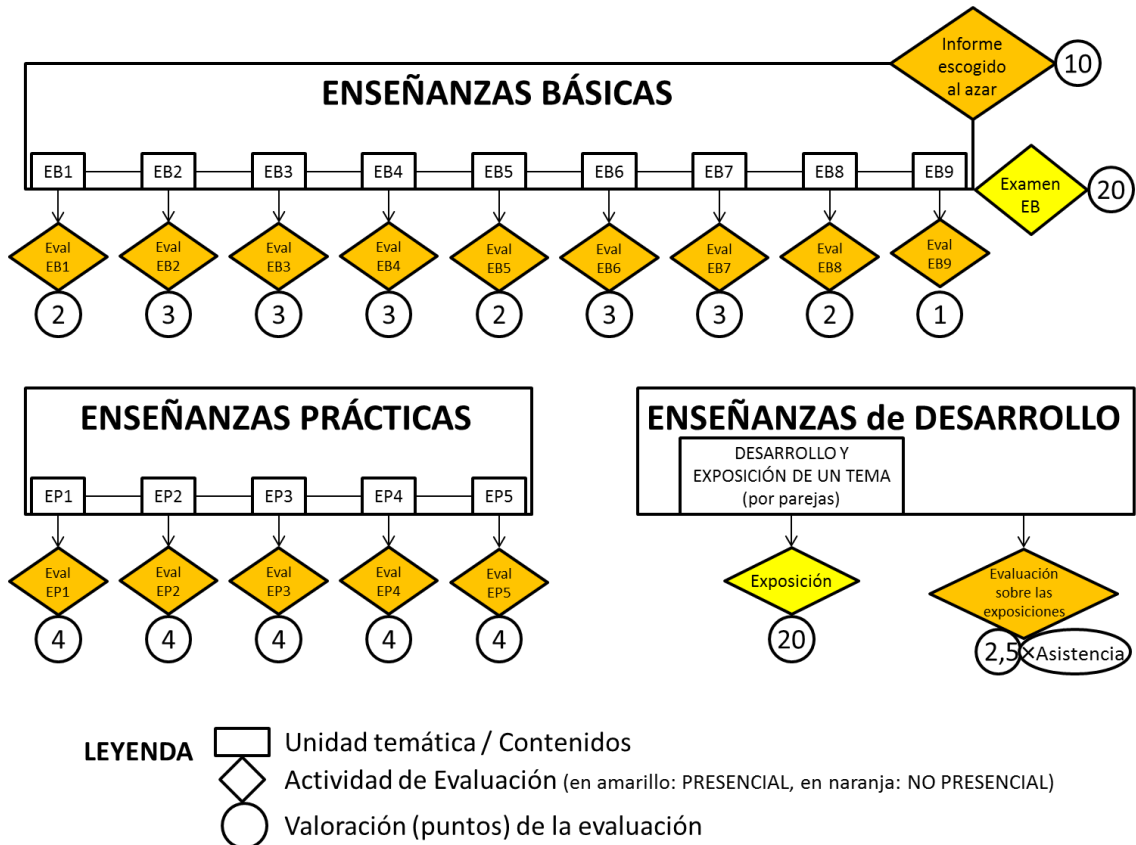 Informe
escogido
al azar
10
ENSEÑANZAS BÁSICAS
EB1 EB2 EB3 EB4 EB5 EB6 EB7 EB8 EB9
Examen
EB
20
Eval
EB1
Eval
EB2
Eval
EB3
Eval
EB4
Eval
EB5
Eval
EB6
Eval
EB7
Eval
EB8
Eval
EB9
2 3 3 3 2 3 3 2 1
ENSEÑANZAS PRÁCTICAS
EP1 EP2 EP3 EP4 EP5
Eval
EP1
Eval
EP2
Eval
EP3
Eval
EP4
Eval
EP5
4 4 4 4 4
ENSEÑANZAS de DESARROLLO
DESARROLLO Y
EXPOSICIÓN DE UN TEMA
(por parejas)
Exposición
20
Evaluación
sobre las
exposiciones
2,5×Asistencia
LEYENDA
Unidad temática / Contenidos
Actividad de Evaluación (en amarillo: PRESENCIAL, en naranja: NO PRESENCIAL)
Valoración (puntos) de la evaluación